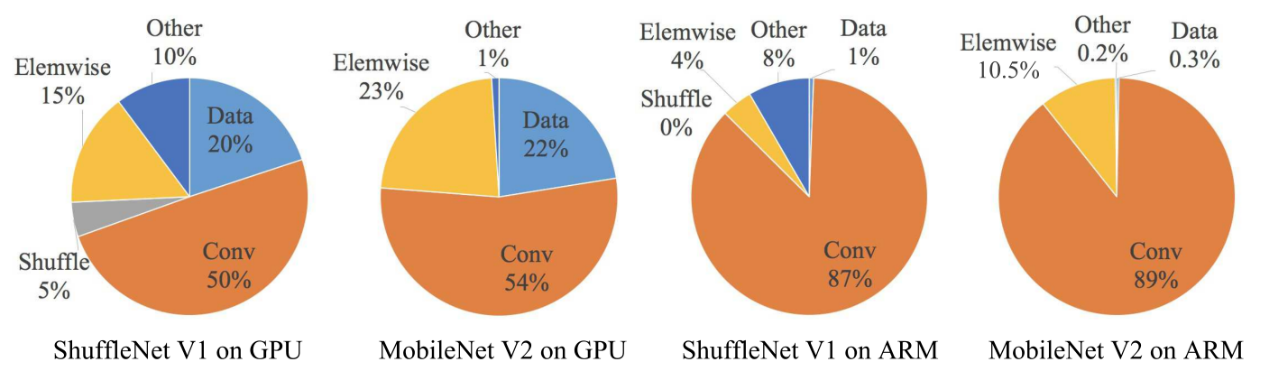 Other
10%
Elemwise
15%
Data
20%
Conv
50%
Shuffle
5%
ShuffleNet V1 on GPU
Other
1%
Elemwise
23%
Data
22%
Conv
54%
MobileNet V2 on GPU
Elemwise
4%
Other
8%
Data
1%
Shuffle
0%
Conv
87%
ShuffleNet V1 on ARM
Elemwise
10.5%
Other
0.2%
Data
0.3%
Conv
89%
MobileNet V2 on ARM